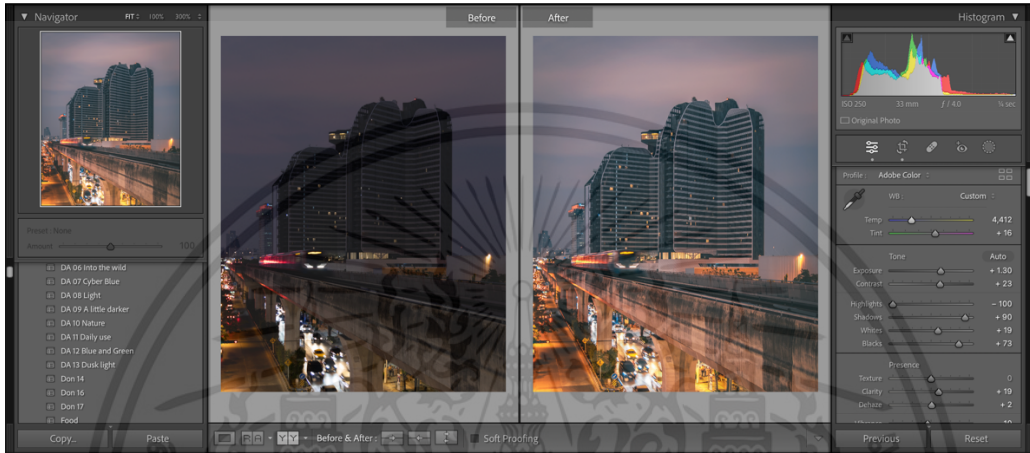 Navigator
FIT 100% 300%
Before
After
Histogram
ISO 250 33 mm ƒ / 4.0
Original Photo
Profile : Adobe Color
WB : Custom
Temp 4,412
Tint + 16
Tone Auto
Exposure + 1.30
Contrast + 23
Highlights − 100
Shadows + 90
Whites + 19
Blacks + 73
Presence
Texture 0
Clarity + 19
Dehaze + 2
Preset : None
Amount 100
DA 06 Into the wild
DA 07 Cyber Blue
DA 08 Light
DA 09 A little darker
DA 10 Nature
DA 11 Daily use
DA 12 Blue and Green
DA 13 Dusk light
Don 14
Don 16
Don 17
Food
Copy... Paste
R A Y Y Before & After : Soft Proofing
Previous Reset